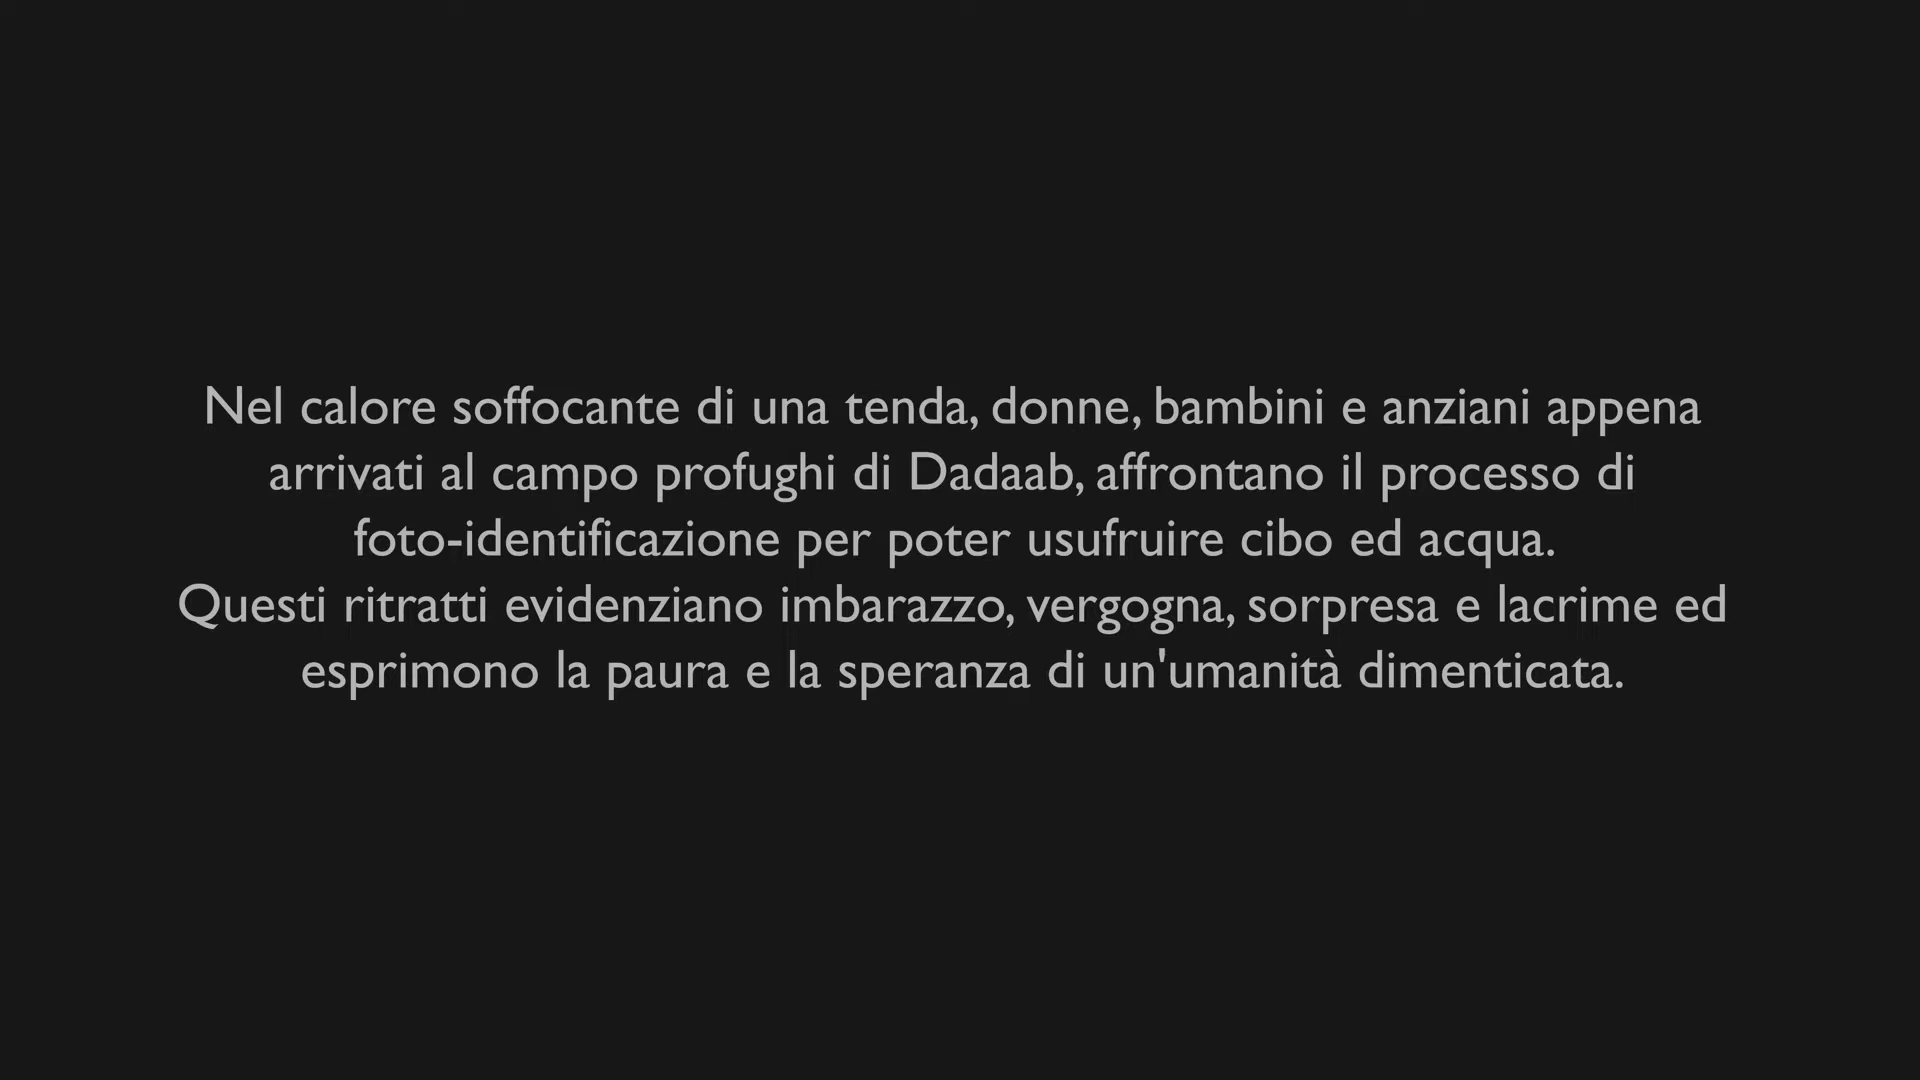 Nel calore soffocante di una tenda, donne, bambini e anziani appena
arrivati al campo profughi di Dadaab, affrontano il processo di
foto-identificazione per poter usufruire cibo ed acqua.
Questi ritratti evidenziano imbarazzo, vergogna, sorpresa e lacrime ed
esprimono la paura e la speranza di un'umanità dimenticata.